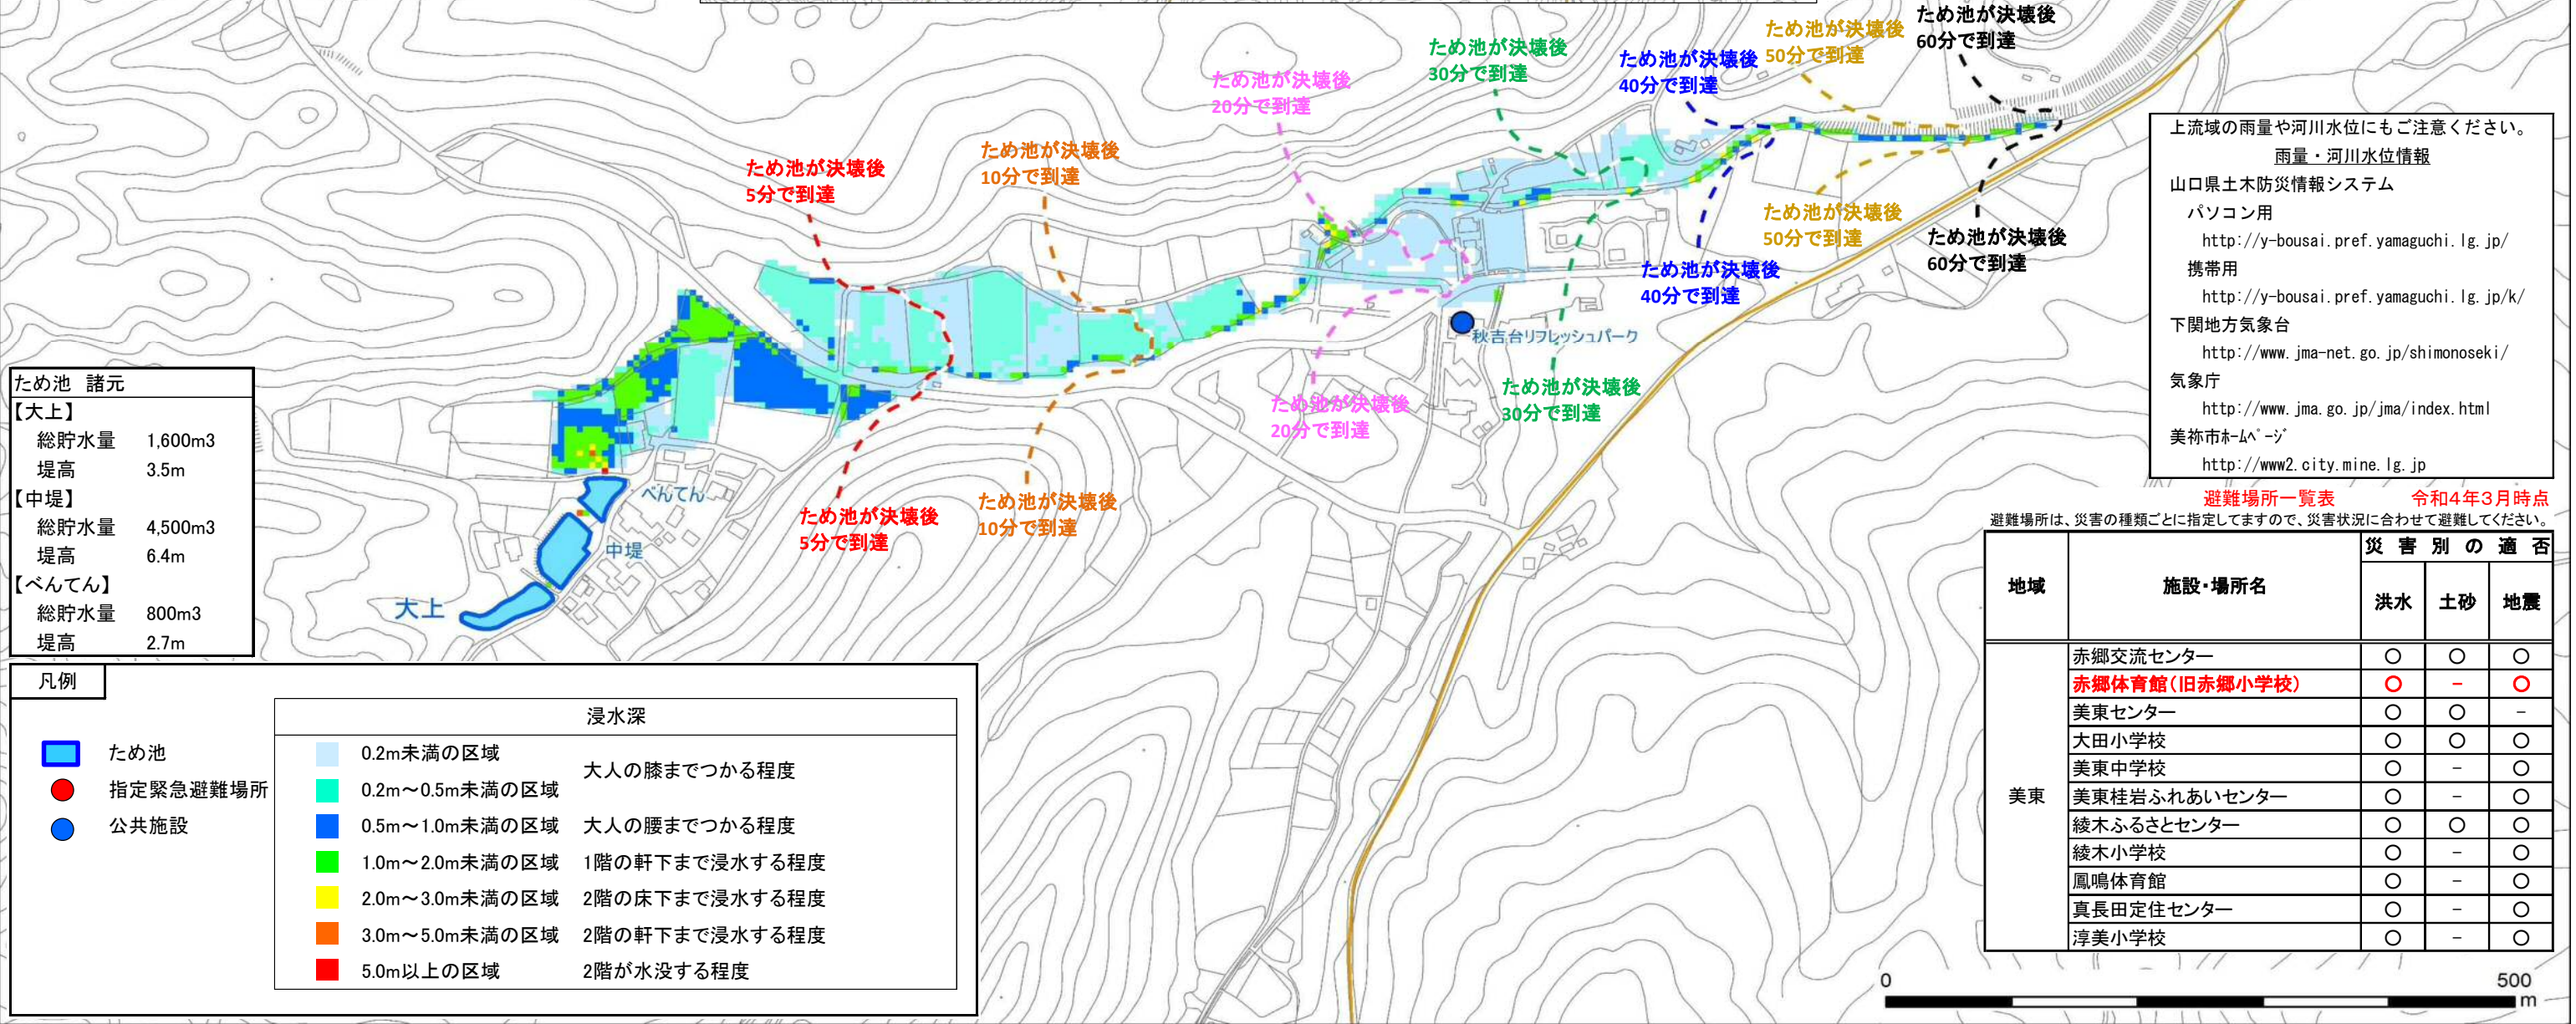 ため池が決壊後
5分で到達
ため池が決壊後
10分で到達
ため池が決壊後
20分で到達
ため池が決壊後
30分で到達
ため池が決壊後
40分で到達
ため池が決壊後
50分で到達
ため池が決壊後
60分で到達
ため池が決壊後
5分で到達
ため池が決壊後
10分で到達
ため池が決壊後
20分で到達
ため池が決壊後
30分で到達
ため池が決壊後
40分で到達
ため池が決壊後
50分で到達
ため池が決壊後
60分で到達
秋吉台リフレッシュパーク
べんてん
中堤
大上
上流域の雨量や河川水位にもご注意ください。
雨量・河川水位情報
山口県土木防災情報システム
パソコン用
http://y-bousai.pref.yamaguchi.lg.jp/
携帯用
http://y-bousai.pref.yamaguchi.lg.jp/k/
下関地方気象台
http://www.jma-net.go.jp/shimonoseki/
気象庁
http://www.jma.go.jp/jma/index.html
美祢市ﾎｰﾑﾍﾟｰｼﾞ
http://www2.city.mine.lg.jp
ため池 諸元
【大上】
総貯水量 1,600m3
堤高 3.5m
【中堤】
総貯水量 4,500m3
堤高 6.4m
【べんてん】
総貯水量 800m3
堤高 2.7m
凡例
ため池
指定緊急避難場所
公共施設
浸水深
0.2m未満の区域
大人の膝までつかる程度
0.2m～0.5m未満の区域
0.5m～1.0m未満の区域 大人の腰までつかる程度
1.0m～2.0m未満の区域 1階の軒下まで浸水する程度
2.0m～3.0m未満の区域 2階の床下まで浸水する程度
3.0m～5.0m未満の区域 2階の軒下まで浸水する程度
5.0m以上の区域 2階が水没する程度
避難場所一覧表 令和4年3月時点
避難場所は、災害の種類ごとに指定してますので、災害状況に合わせて避難してください。
地域 施設・場所名 災害別の適否
洪水 土砂 地震
美東
赤郷交流センター ○ ○ ○
赤郷体育館(旧赤郷小学校) ○ － ○
美東センター ○ ○ －
大田小学校 ○ ○ ○
美東中学校 ○ － ○
美東桂岩ふれあいセンター ○ － ○
綾木ふるさとセンター ○ ○ ○
綾木小学校 ○ － ○
鳳鳴体育館 ○ － ○
真長田定住センター ○ － ○
淳美小学校 ○ － ○
0 500
m